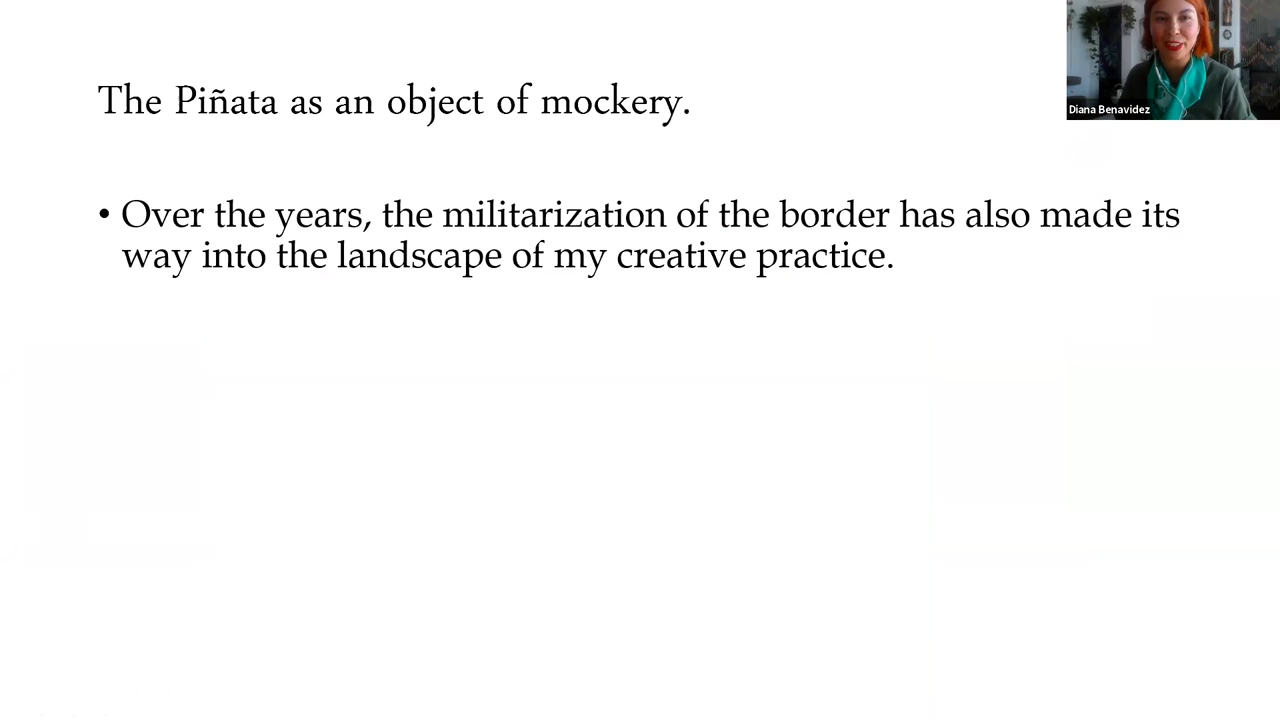 The Piñata as an object of mockery.
Diana Benavidez
• Over the years, the militarization of the border has also made its
way into the landscape of my creative practice.